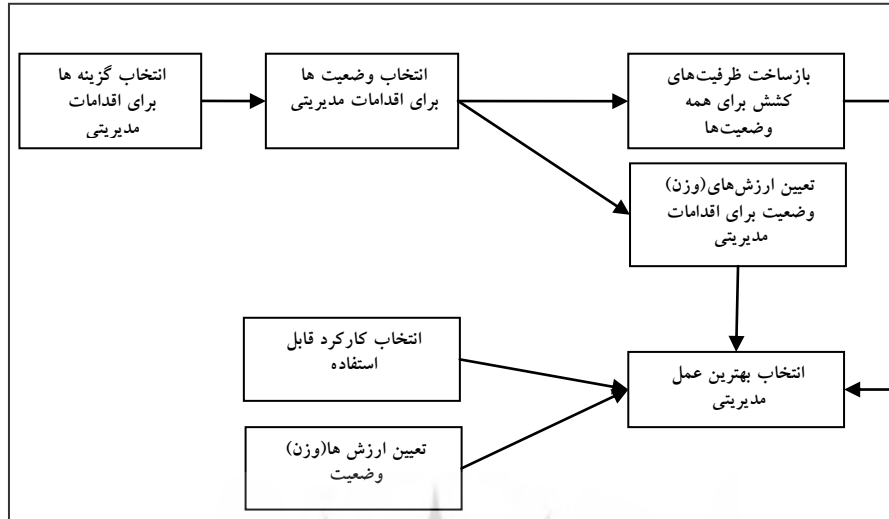 انتخاب گزینه ها
برای اقدامات
مدیریتی
انتخاب وضعیت ها
برای اقدامات مدیریتی
بازساخت ظرفیت‌های
کشش برای همه
وضعیت‌ها
تعیین ارزش‌های(وزن)
وضعیت برای اقدامات
مدیریتی
انتخاب کارکرد قابل
استفاده
انتخاب بهترین عمل
مدیریتی
تعیین ارزش ها(وزن)
وضعیت